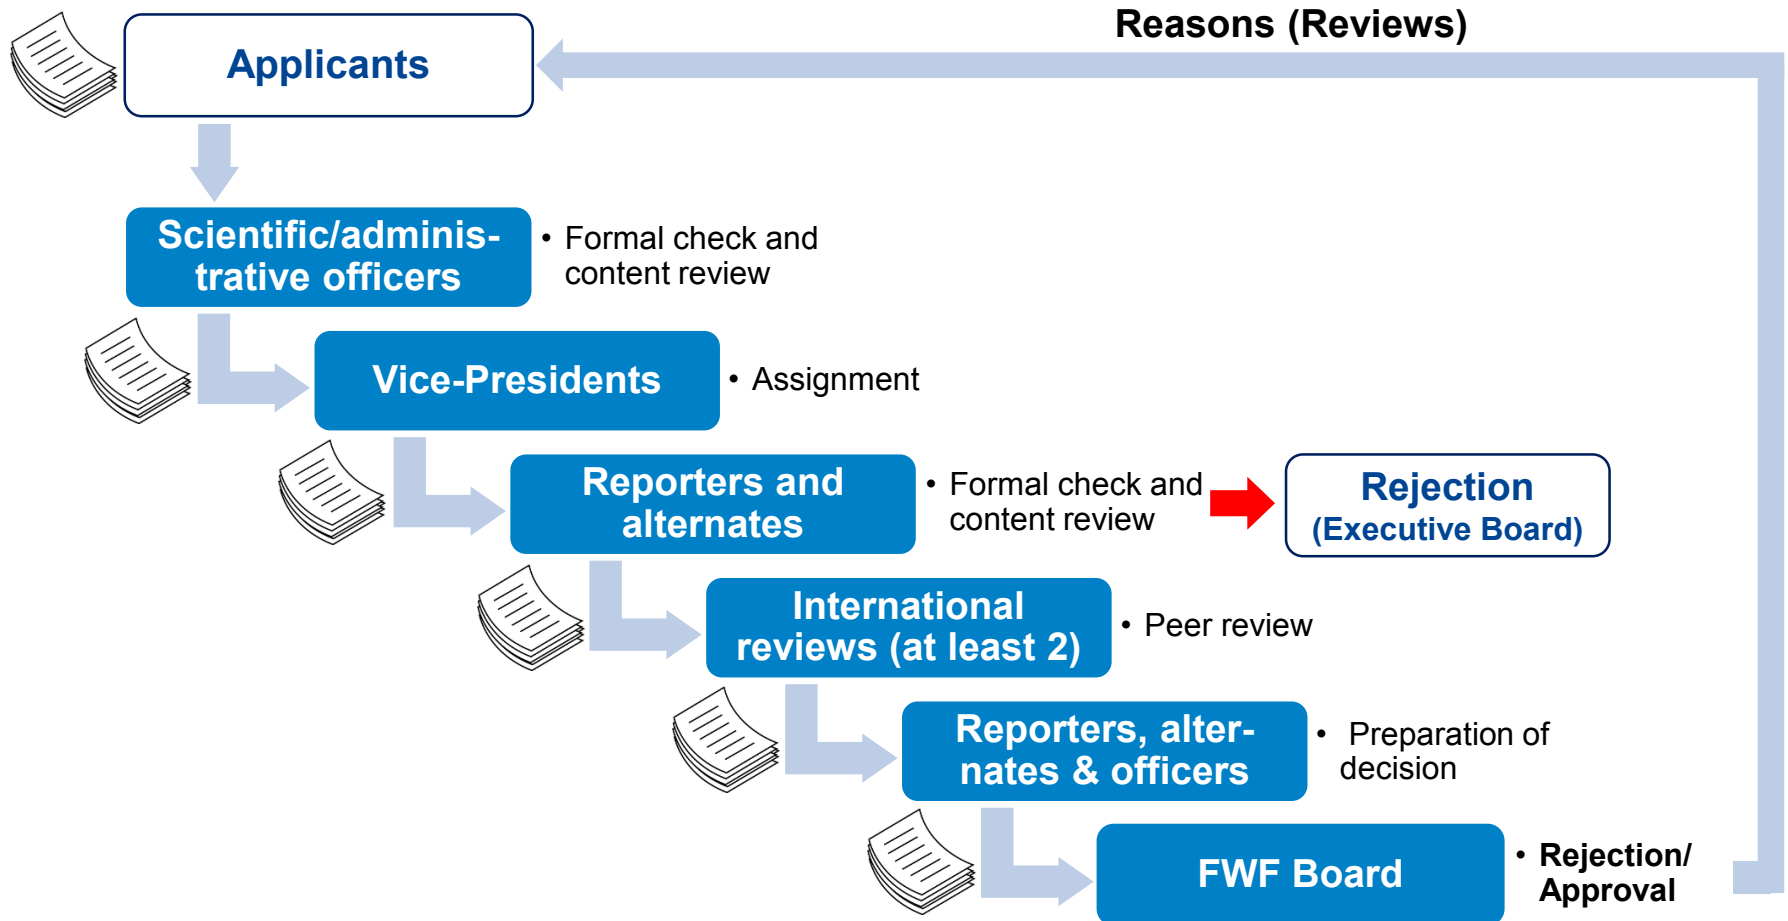 Reasons (Reviews)
Applicants
Scientific/adminis-
trative officers
• Formal check and
content review
Vice-Presidents
• Assignment
Reporters and
alternates
• Formal check and
content review
Rejection
(Executive Board)
International
reviews (at least 2)
• Peer review
Reporters, alter-
nates & officers
• Preparation of
decision
FWF Board
• Rejection/
Approval